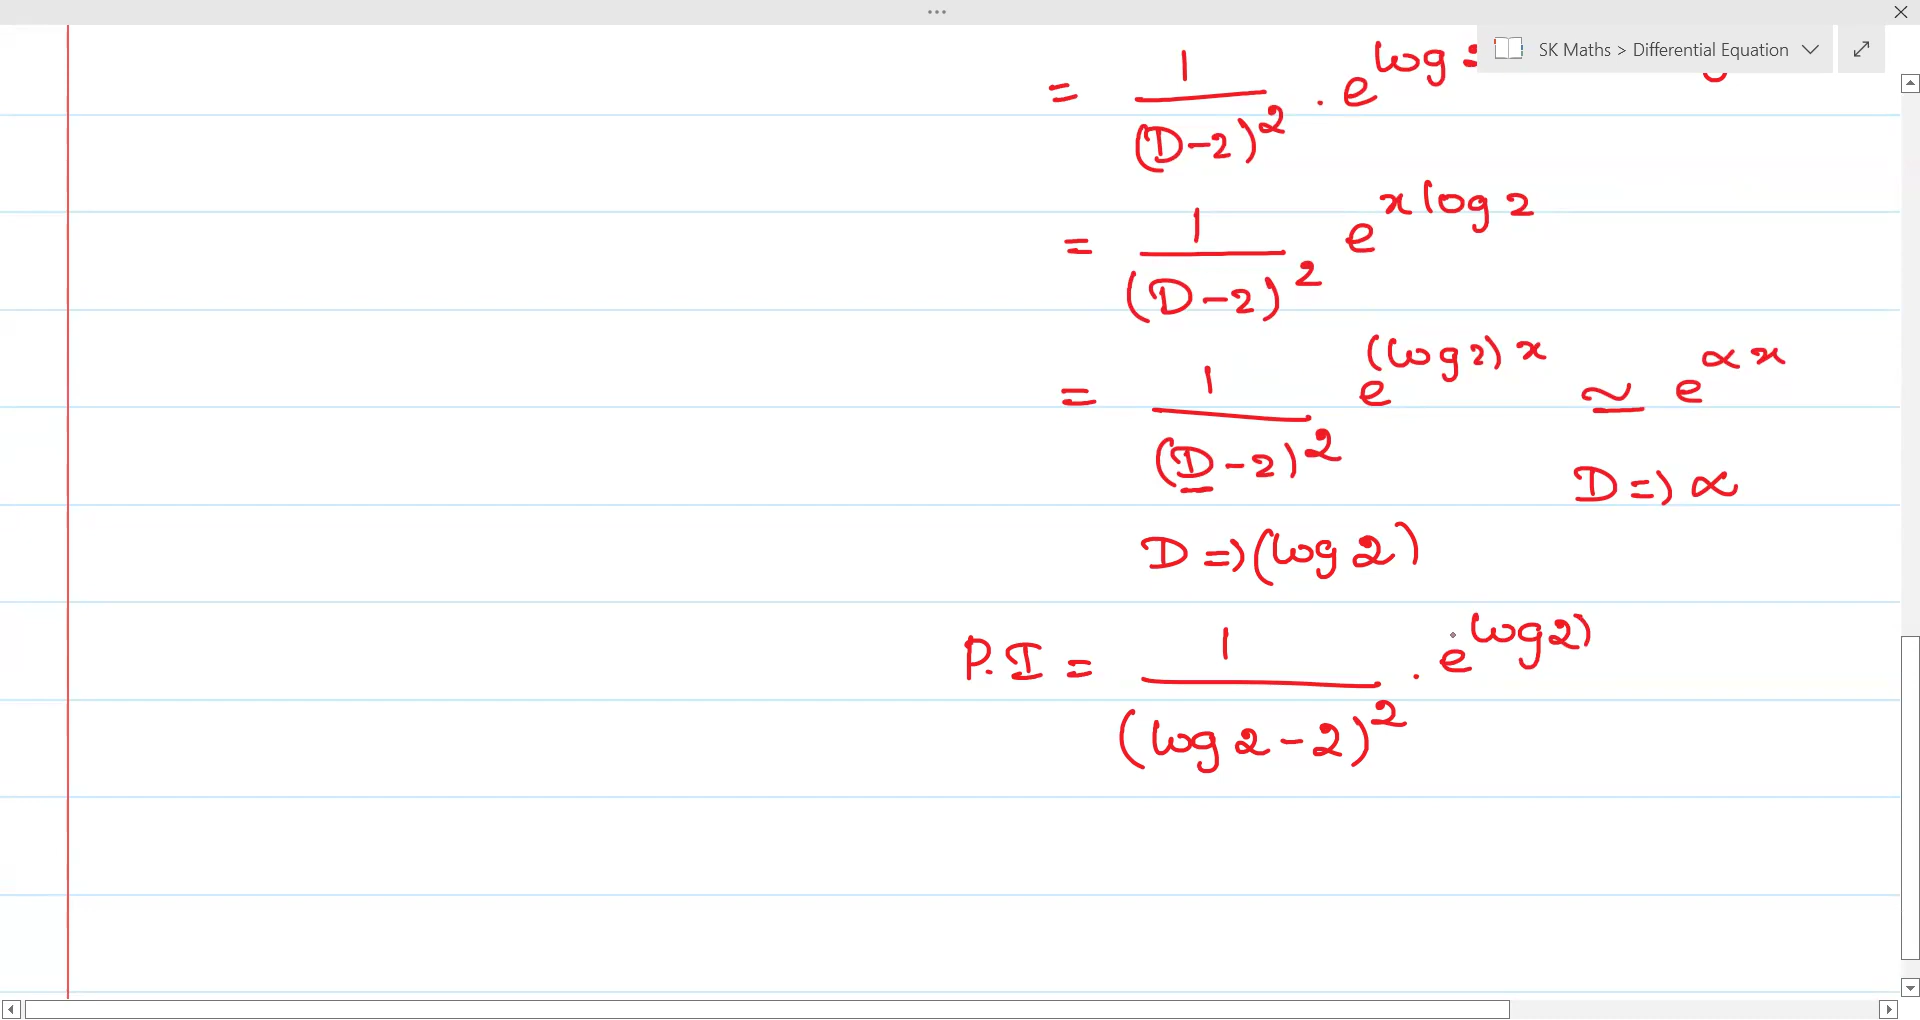 SK Maths > Differential Equation
= 1/(D-2)² . e^log
= 1/(D-2)² e^x log 2
= 1/(D-2)² e^(log 2) x ~ e^∝x
D => ∝
D => (log 2)
P.I = 1/(log 2 - 2)² . e^log 2)